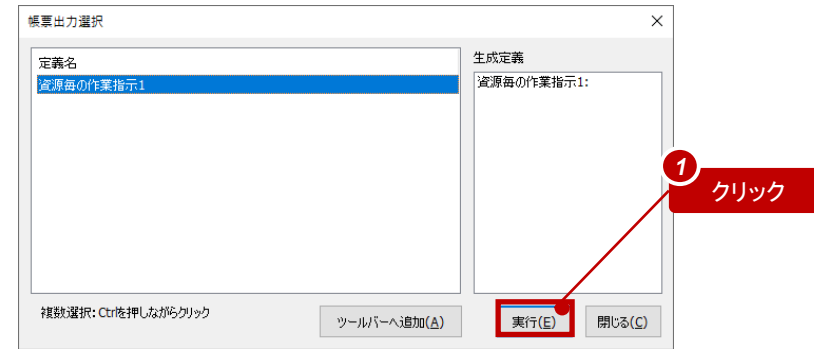 帳票出力選択
定義名
資源毎の作業指示1
生成定義
資源毎の作業指示1:
1
クリック
複数選択: Ctrlを押しながらクリック
ツールバーへ追加(A)
実行(E)
閉じる(C)